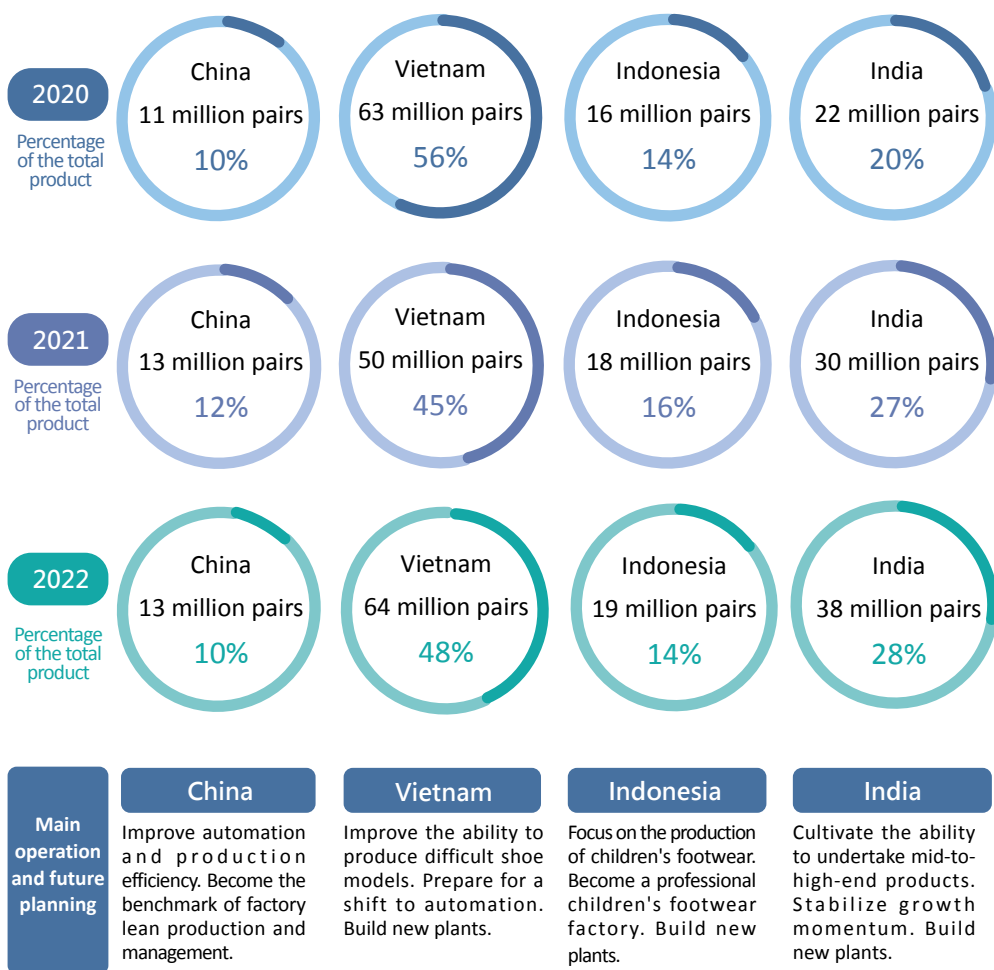 2020
Percentage
of the total
product
China
11 million pairs
10%
Vietnam
63 million pairs
56%
Indonesia
16 million pairs
14%
India
22 million pairs
20%
2021
Percentage
of the total
product
China
13 million pairs
12%
Vietnam
50 million pairs
45%
Indonesia
18 million pairs
16%
India
30 million pairs
27%
2022
Percentage
of the total
product
China
13 million pairs
10%
Vietnam
64 million pairs
48%
Indonesia
19 million pairs
14%
India
38 million pairs
28%
Main
operation
and future
planning
China
Improve automation
and production
efficiency. Become the
benchmark of factory
lean production and
management.
Vietnam
Improve the ability to
produce difficult shoe
models. Prepare for a
shift to automation.
Build new plants.
Indonesia
Focus on the production
of children's footwear.
Become a professional
children's footwear
factory. Build new
plants.
India
Cultivate the ability
to undertake mid-to-
high-end products.
Stabilize growth
momentum. Build
new plants.